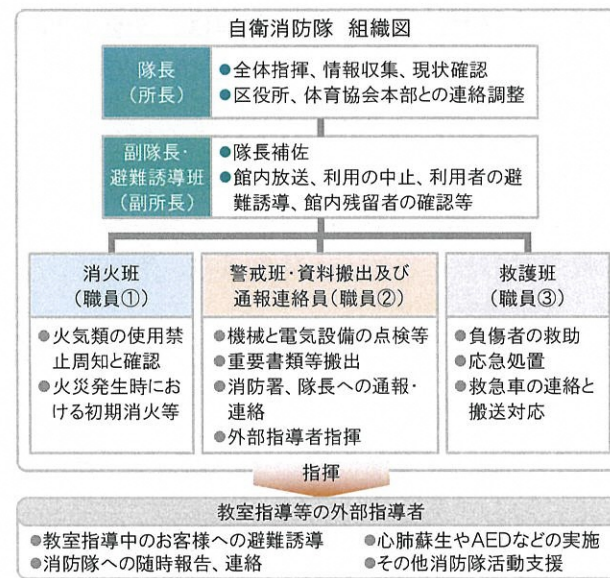 自衛消防隊 組織図
隊長
(所長)
●全体指揮、情報収集、現状確認
●区役所、体育協会本部との連絡調整
副隊長・
避難誘導班
(副所長)
●隊長補佐
●館内放送、利用の中止、利用者の避
難誘導、館内残留者の確認等
消火班
(職員①)
●火気類の使用禁
止周知と確認
●火災発生時にお
ける初期消火等
警戒班・資料搬出及び
通報連絡員(職員②)
●機械と電気設備の点検等
●重要書類等搬出
●消防署、隊長への通報・
連絡
●外部指導者指揮
救護班
(職員③)
●負傷者の救助
●応急処置
●救急車の連絡と
搬送対応
指揮
教室指導等の外部指導者
●教室指導中のお客様への避難誘導
●消防隊への随時報告、連絡
●心肺蘇生やAEDなどの実施
●その他消防隊活動支援